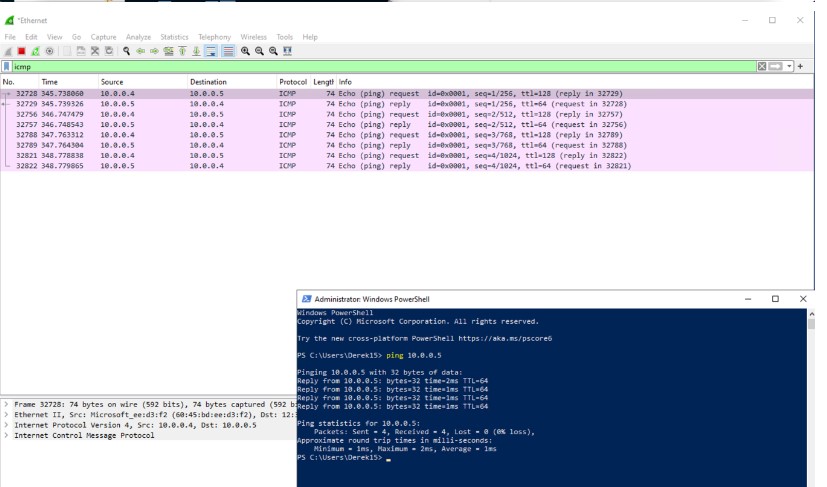 *Ethernet
File Edit View Go Capture Analyze Statistics Telephony Wireless Tools Help
icmp
No. Time Source Destination Protocol Length Info
32728 345.738060 10.0.0.4 10.0.0.5 ICMP 74 Echo (ping) request id=0x0001, seq=1/256, ttl=128 (reply in 32729)
32729 345.739326 10.0.0.5 10.0.0.4 ICMP 74 Echo (ping) reply id=0x0001, seq=1/256, ttl=64 (request in 32728)
32756 346.747479 10.0.0.4 10.0.0.5 ICMP 74 Echo (ping) request id=0x0001, seq=2/512, ttl=128 (reply in 32757)
32757 346.748543 10.0.0.5 10.0.0.4 ICMP 74 Echo (ping) reply id=0x0001, seq=2/512, ttl=64 (request in 32756)
32788 347.763312 10.0.0.4 10.0.0.5 ICMP 74 Echo (ping) request id=0x0001, seq=3/768, ttl=128 (reply in 32789)
32789 347.764304 10.0.0.5 10.0.0.4 ICMP 74 Echo (ping) reply id=0x0001, seq=3/768, ttl=64 (request in 32788)
32821 348.778838 10.0.0.4 10.0.0.5 ICMP 74 Echo (ping) request id=0x0001, seq=4/1024, ttl=128 (reply in 32822)
32822 348.779865 10.0.0.5 10.0.0.4 ICMP 74 Echo (ping) reply id=0x0001, seq=4/1024, ttl=64 (request in 32821)
Administrator: Windows PowerShell
Windows PowerShell
Copyright (C) Microsoft Corporation. All rights reserved.
Try the new cross-platform PowerShell https://aka.ms/pscore6
PS C:\Users\Derek15> ping 10.0.0.5
Pinging 10.0.0.5 with 32 bytes of data:
Reply from 10.0.0.5: bytes=32 time=2ms TTL=64
Reply from 10.0.0.5: bytes=32 time=1ms TTL=64
Reply from 10.0.0.5: bytes=32 time=1ms TTL=64
Reply from 10.0.0.5: bytes=32 time=1ms TTL=64
Ping statistics for 10.0.0.5:
Packets: Sent = 4, Received = 4, Lost = 0 (0% loss),
Approximate round trip times in milli-seconds:
Minimum = 1ms, Maximum = 2ms, Average = 1ms
PS C:\Users\Derek15>
Frame 32728: 74 bytes on wire (592 bits), 74 bytes captured (592 b
Ethernet II, Src: Microsoft_ee:d3:f2 (60:45:bd:ee:d3:f2), Dst: 12:
Internet Protocol Version 4, Src: 10.0.0.4, Dst: 10.0.0.5
Internet Control Message Protocol